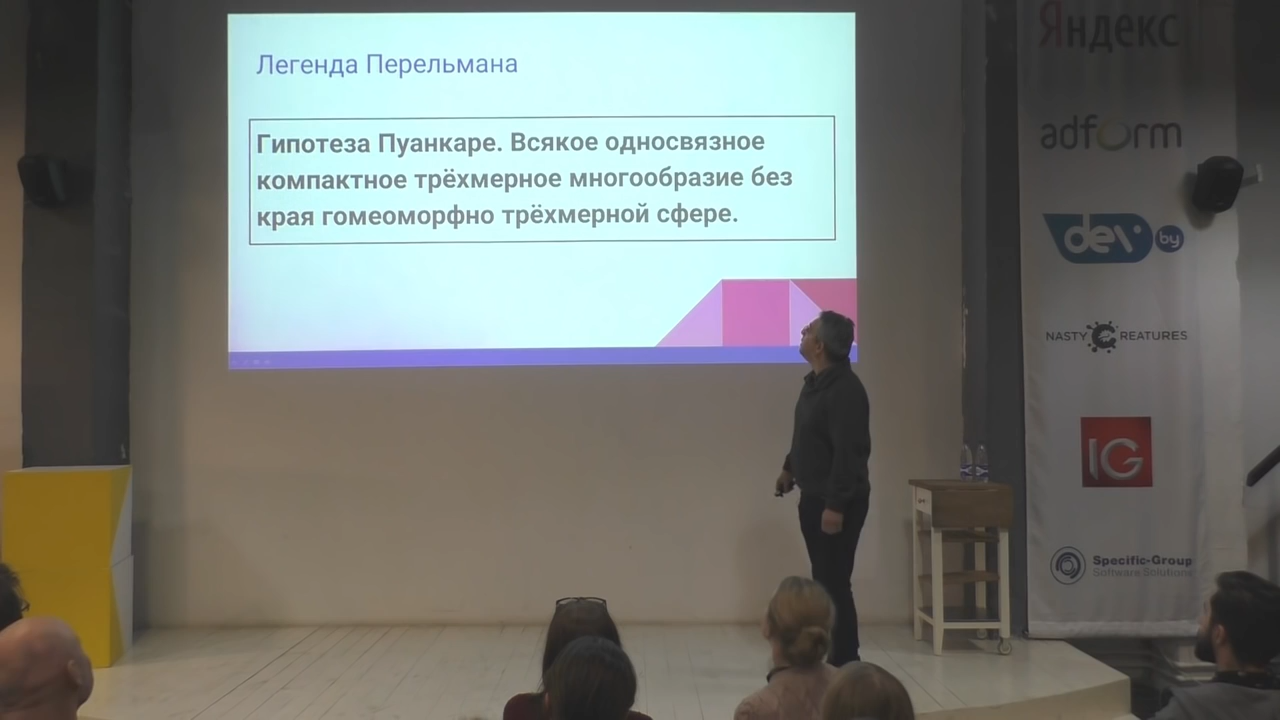 Легенда Перельмана
Гипотеза Пуанкаре. Всякое односвязное
компактное трёхмерное многообразие без
края гомеоморфно трёхмерной сфере.
Яндекс
adform
dev by
NASTY CREATURES
IG
Specific-Group
Software Solutions